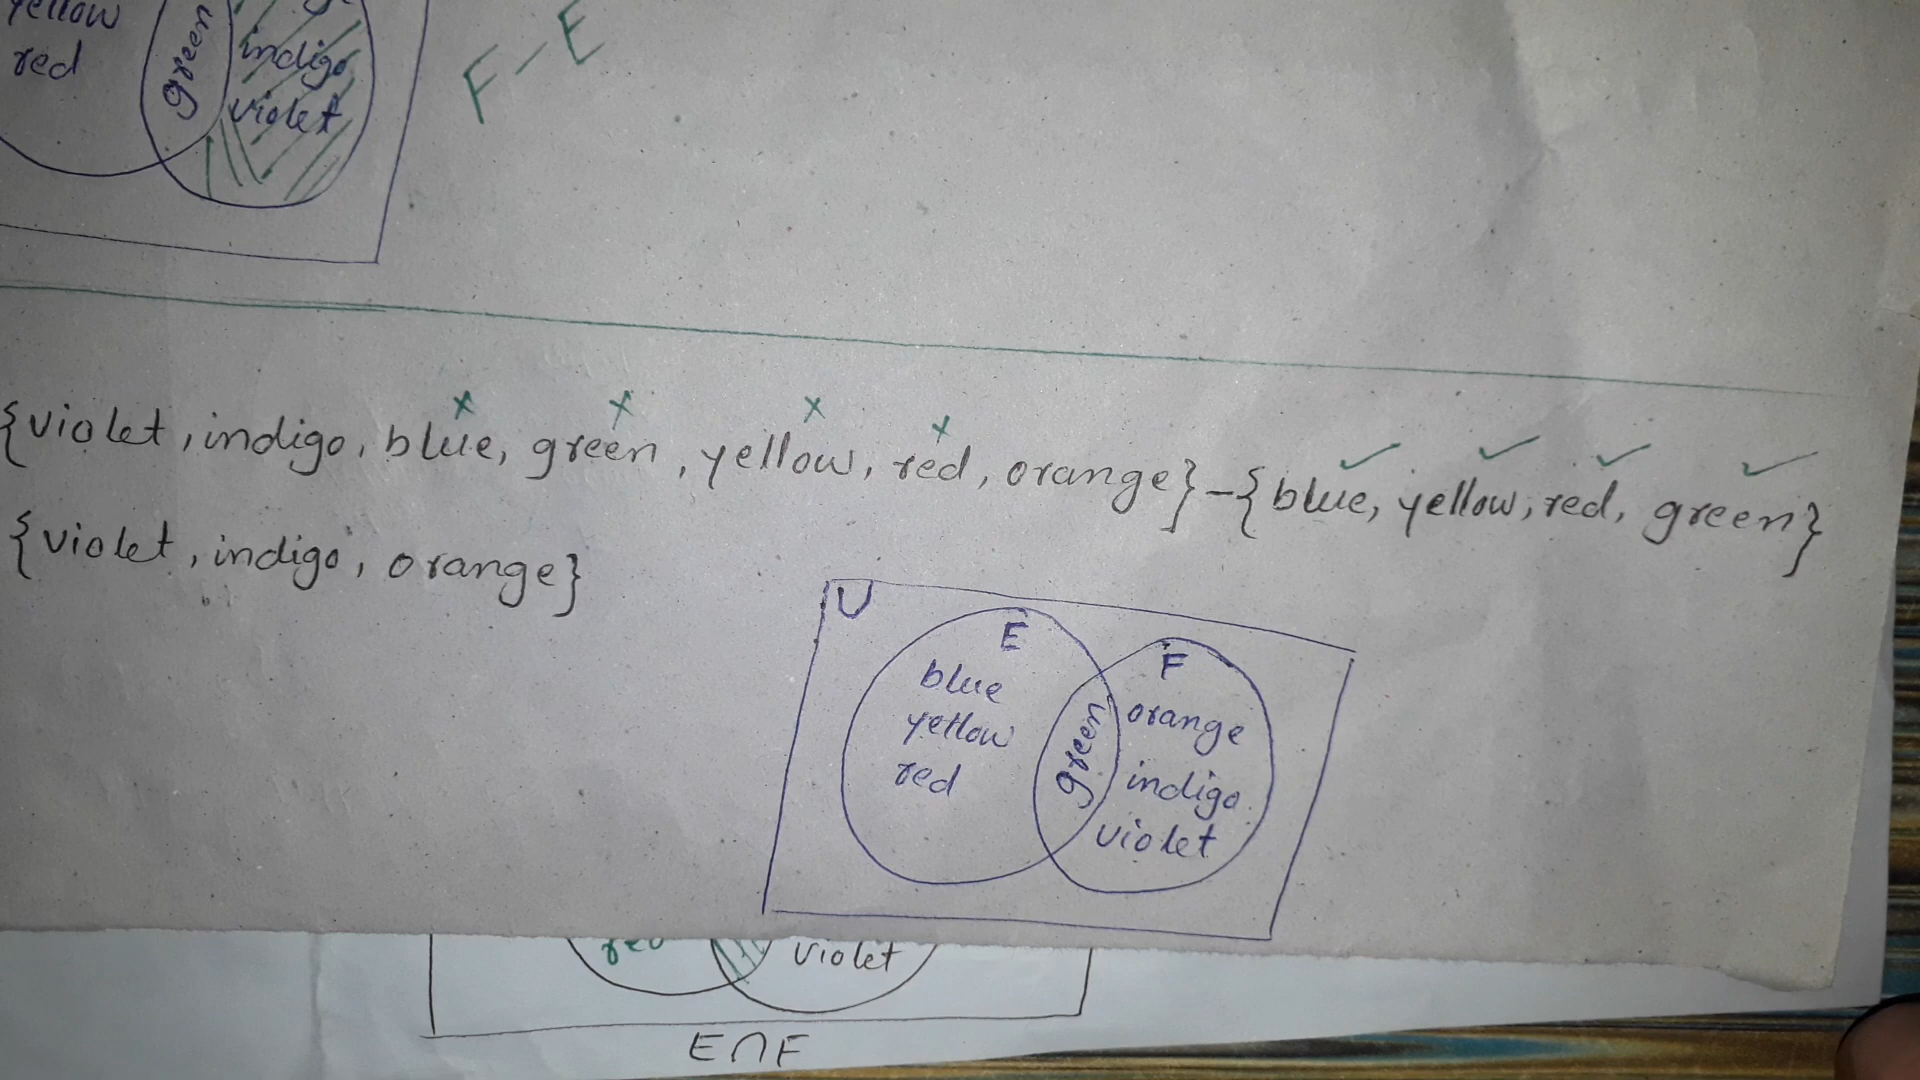 yellow
red
green
indigo
violet
F-E
{violet, indigo, blue, green, yellow, red, orange}-{blue, yellow, red, green}
{violet, indigo, orange}
U
E
F
blue
yellow
red
green
orange
indigo
violet
red
violet
E∩F